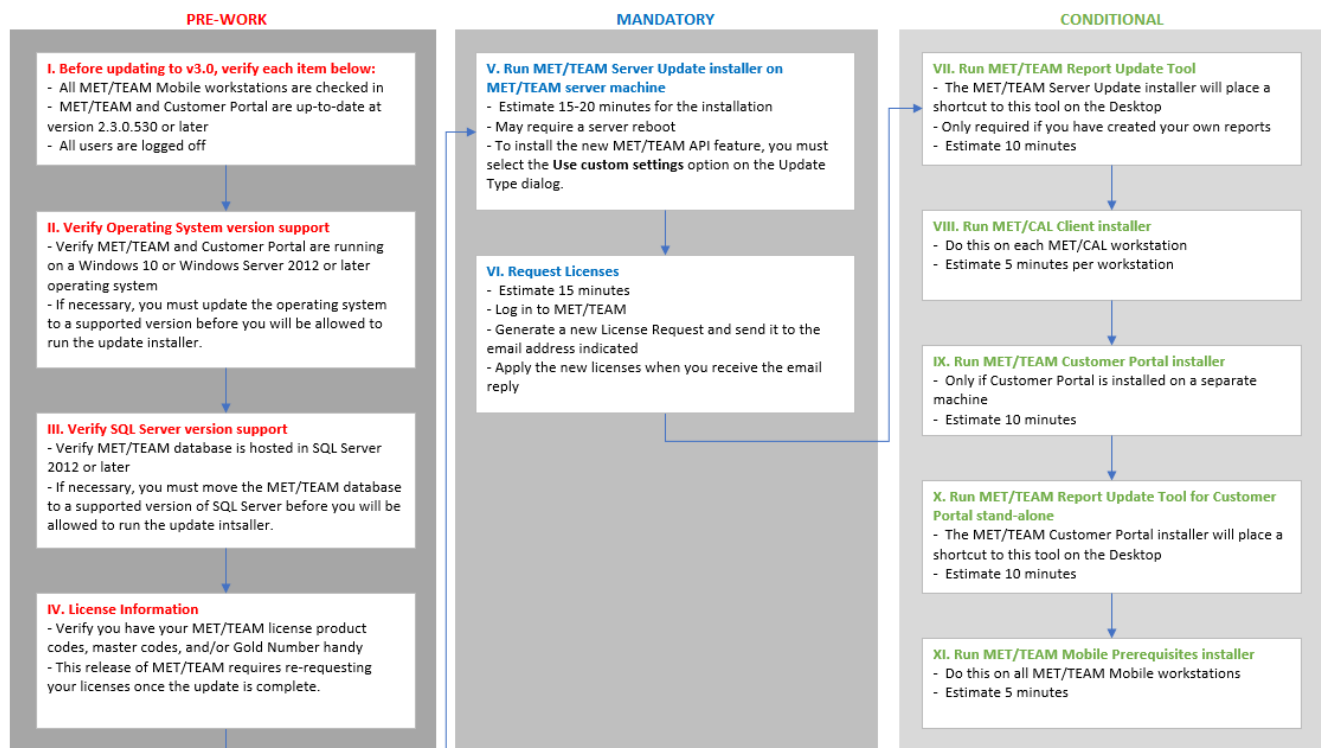 PRE-WORK
I. Before updating to v3.0, verify each item below:
- All MET/TEAM Mobile workstations are checked in
- MET/TEAM and Customer Portal are up-to-date at
version 2.3.0.530 or later
- All users are logged off
II. Verify Operating System version support
- Verify MET/TEAM and Customer Portal are running
on a Windows 10 or Windows Server 2012 or later
operating system
- If necessary, you must update the operating system
to a supported version before you will be allowed to
run the update installer.
III. Verify SQL Server version support
- Verify MET/TEAM database is hosted in SQL Server
2012 or later
- If necessary, you must move the MET/TEAM database
to a supported version of SQL Server before you will be
allowed to run the update intsaller.
IV. License Information
- Verify you have your MET/TEAM license product
codes, master codes, and/or Gold Number handy
- This release of MET/TEAM requires re-requesting
your licenses once the update is complete.
MANDATORY
V. Run MET/TEAM Server Update installer on
MET/TEAM server machine
- Estimate 15-20 minutes for the installation
- May require a server reboot
- To install the new MET/TEAM API feature, you must
select the Use custom settings option on the Update
Type dialog.
VI. Request Licenses
- Estimate 15 minutes
- Log in to MET/TEAM
- Generate a new License Request and send it to the
email address indicated
- Apply the new licenses when you receive the email
reply
CONDITIONAL
VII. Run MET/TEAM Report Update Tool
- The MET/TEAM Server Update installer will place a
shortcut to this tool on the Desktop
- Only required if you have created your own reports
- Estimate 10 minutes
VIII. Run MET/CAL Client installer
- Do this on each MET/CAL workstation
- Estimate 5 minutes per workstation
IX. Run MET/TEAM Customer Portal installer
- Only if Customer Portal is installed on a separate
machine
- Estimate 10 minutes
X. Run MET/TEAM Report Update Tool for Customer
Portal stand-alone
- The MET/TEAM Customer Portal installer will place a
shortcut to this tool on the Desktop
- Estimate 10 minutes
XI. Run MET/TEAM Mobile Prerequisites installer
- Do this on all MET/TEAM Mobile workstations
- Estimate 5 minutes